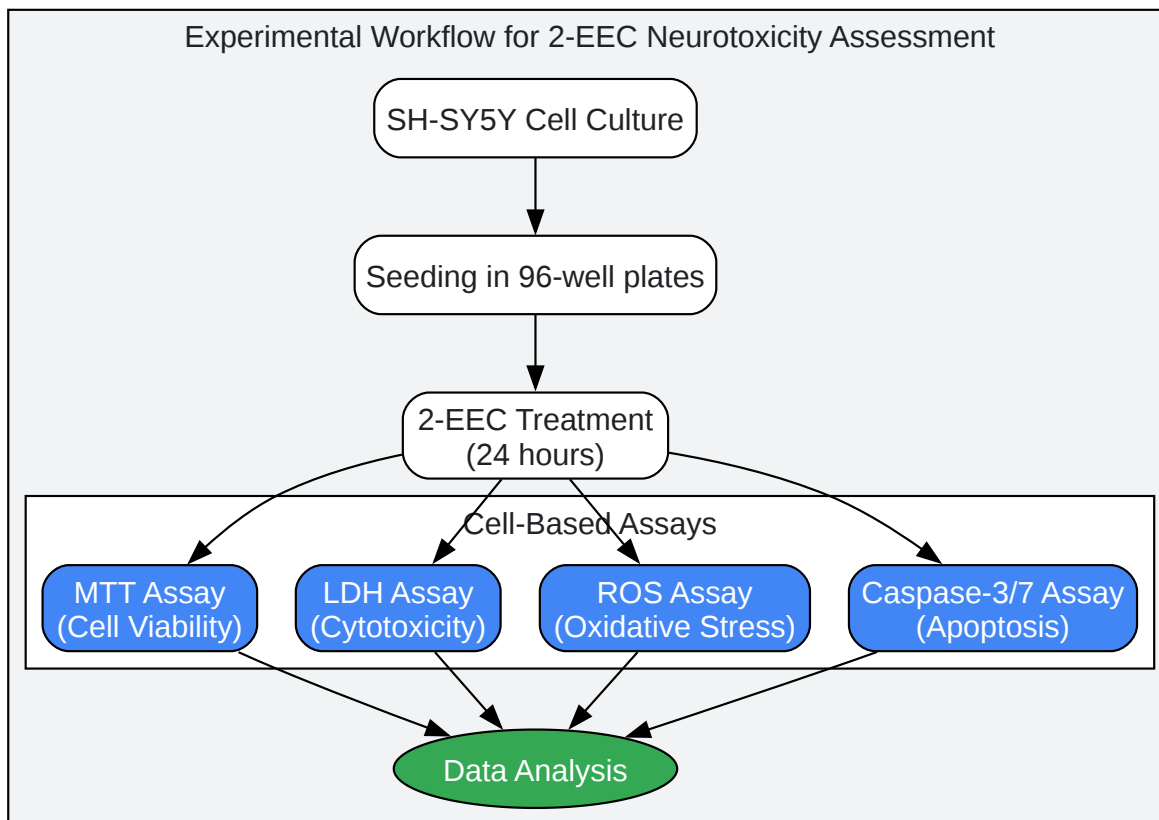 Experimental Workflow for 2-EEC Neurotoxicity Assessment
SH-SY5Y Cell Culture
Seeding in 96-well plates
2-EEC Treatment
(24 hours)
Cell-Based Assays
MTT Assay
(Cell Viability)
LDH Assay
(Cytotoxicity)
ROS Assay
(Oxidative Stress)
Caspase-3/7 Assay
(Apoptosis)
Data Analysis